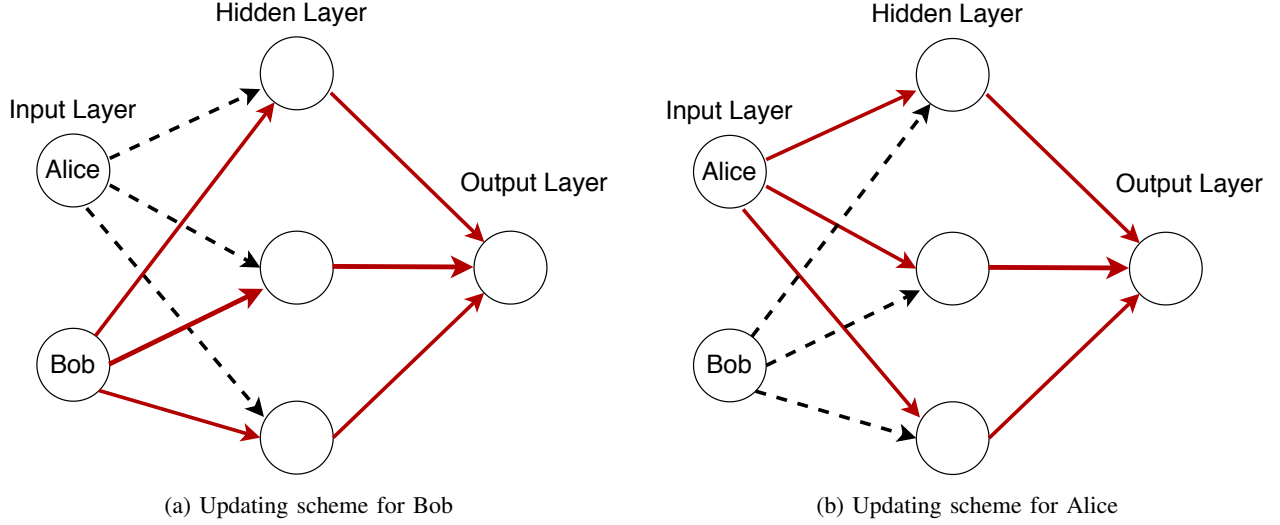 Hidden Layer
Input Layer
Alice
Output Layer
Bob
(a) Updating scheme for Bob
Hidden Layer
Input Layer
Alice
Output Layer
Bob
(b) Updating scheme for Alice